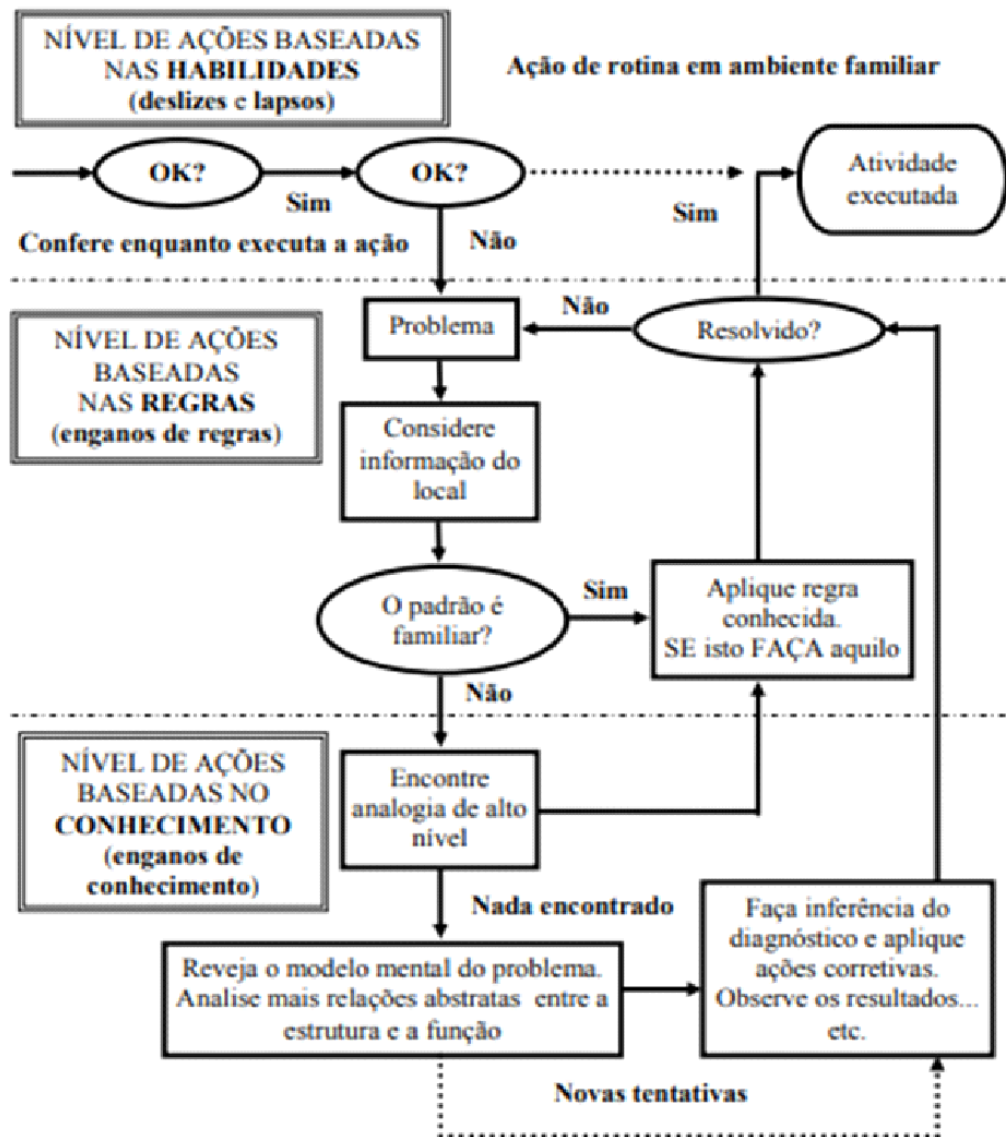 NÍVEL DE AÇÕES BASEADAS
NAS HABILIDADES
(deslizes e lapsos)
Ação de rotina em ambiente familiar
OK?
Sim
OK?
Sim
Atividade
executada
Confere enquanto executa a ação
Não
NÍVEL DE AÇÕES
BASEADAS
NAS REGRAS
(enganos de regras)
Problema
Não
Resolvido?
Considere
informação do
local
O padrão é
familiar?
Sim
Aplique regra
conhecida.
SE isto FAÇA aquilo
Não
NÍVEL DE AÇÕES
BASEADAS NO
CONHECIMENTO
(enganos de
conhecimento)
Encontre
analogia de alto
nível
Nada encontrado
Reveja o modelo mental do problema.
Analise mais relações abstratas entre a
estrutura e a função
Faça inferência do
diagnóstico e aplique
ações corretivas.
Observe os resultados...
etc.
Novas tentativas